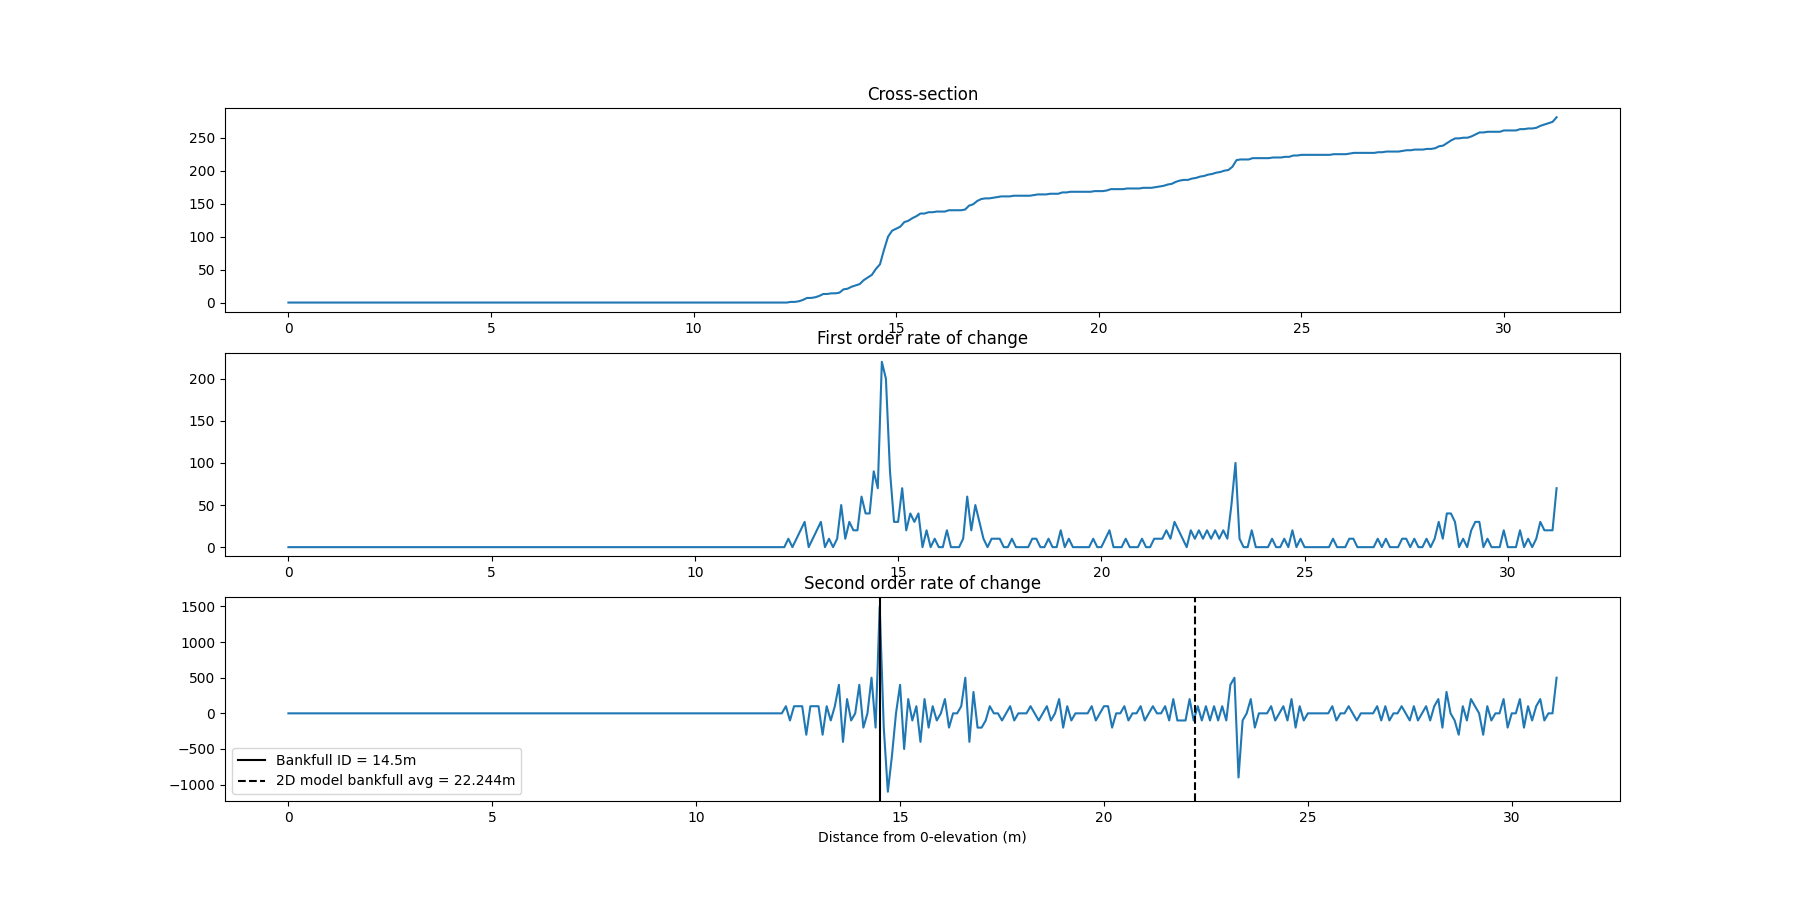 Cross-section
250
200
150
100
50
0
0 5 10 15 20 25 30
First order rate of change
200
150
100
50
0
0 5 10 15 20 25 30
Second order rate of change
1500
1000
500
0
−500
−1000
Bankfull ID = 14.5m
2D model bankfull avg = 22.244m
0 5 10 15 20 25 30
Distance from 0-elevation (m)